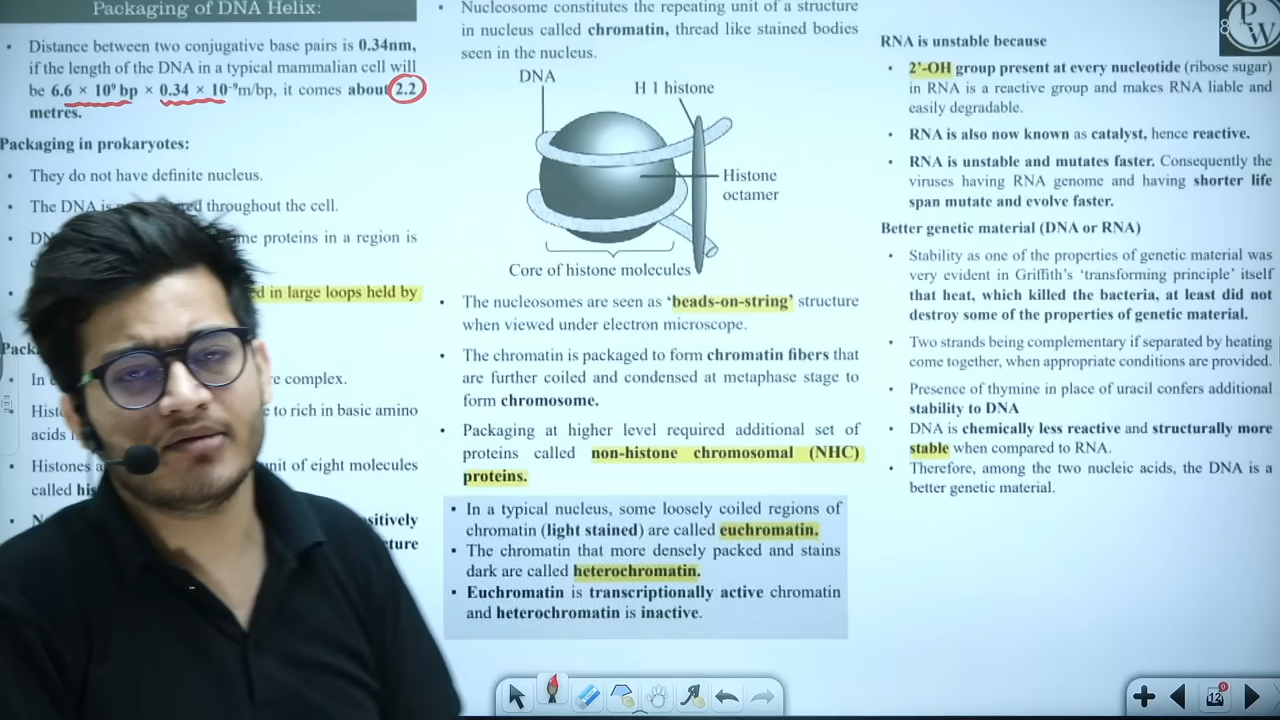 Packaging of DNA Helix:
• Distance between two conjugative base pairs is 0.34nm,
if the length of the DNA in a typical mammalian cell will
be 6.6 × 10⁹ bp × 0.34 × 10⁻⁹m/bp, it comes about 2.2
metres.
Packaging in prokaryotes:
• They do not have definite nucleus.
• The DNA is throughout the cell.
• proteins in a region is
in large loops held by
• In complex.
• to rich in basic amino
acids
• Histones of eight molecules
called
•
• Nucleosome constitutes the repeating unit of a structure
in nucleus called chromatin, thread like stained bodies
seen in the nucleus.
DNA
H 1 histone
Histone
octamer
Core of histone molecules
• The nucleosomes are seen as ‘beads-on-string’ structure
when viewed under electron microscope.
• The chromatin is packaged to form chromatin fibers that
are further coiled and condensed at metaphase stage to
form chromosome.
• Packaging at higher level required additional set of
proteins called non-histone chromosomal (NHC)
proteins.
• In a typical nucleus, some loosely coiled regions of
chromatin (light stained) are called euchromatin.
• The chromatin that more densely packed and stains
dark are called heterochromatin.
• Euchromatin is transcriptionally active chromatin
and heterochromatin is inactive.
PW
RNA is unstable because
• 2’-OH group present at every nucleotide (ribose sugar)
in RNA is a reactive group and makes RNA liable and
easily degradable.
• RNA is also now known as catalyst, hence reactive.
• RNA is unstable and mutates faster. Consequently the
viruses having RNA genome and having shorter life
span mutate and evolve faster.
Better genetic material (DNA or RNA)
• Stability as one of the properties of genetic material was
very evident in Griffith’s ‘transforming principle’ itself
that heat, which killed the bacteria, at least did not
destroy some of the properties of genetic material.
• Two strands being complementary if separated by heating
come together, when appropriate conditions are provided.
• Presence of thymine in place of uracil confers additional
stability to DNA
• DNA is chemically less reactive and structurally more
stable when compared to RNA.
• Therefore, among the two nucleic acids, the DNA is a
better genetic material.
12
0